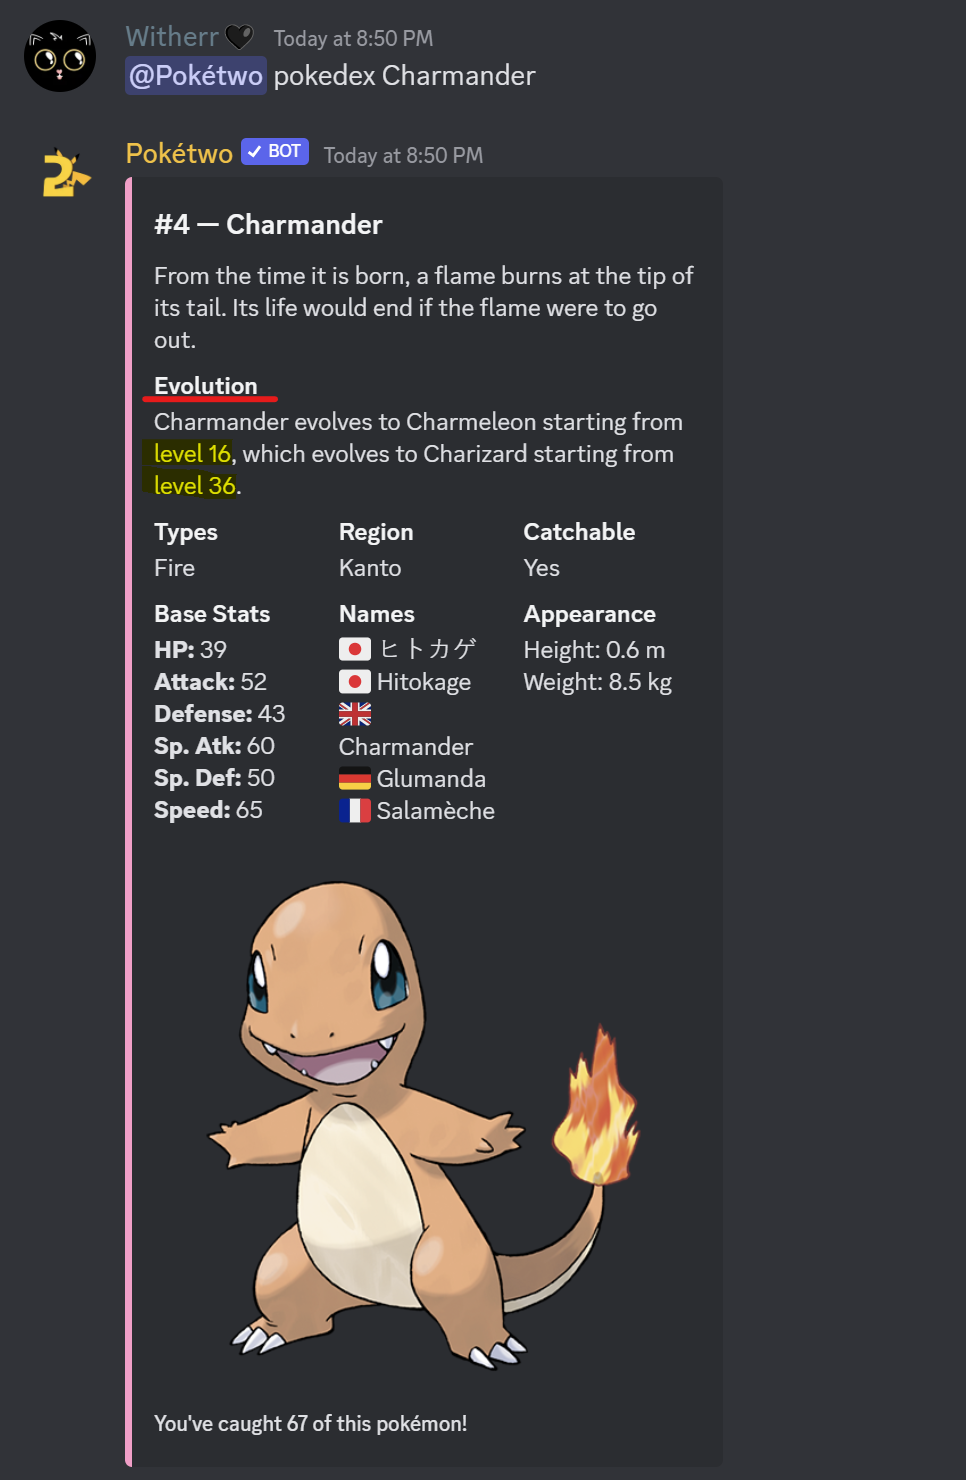 Witherr🖤 Today at 8:50 PM
@Pokétwo pokedex Charmander
Pokétwo ✓ BOT Today at 8:50 PM
#4 — Charmander
From the time it is born, a flame burns at the tip of
its tail. Its life would end if the flame were to go
out.
Evolution
Charmander evolves to Charmeleon starting from
level 16, which evolves to Charizard starting from
level 36.
Types
Fire
Region
Kanto
Catchable
Yes
Base Stats
HP: 39
Attack: 52
Defense: 43
Sp. Atk: 60
Sp. Def: 50
Speed: 65
Names
🇯🇵 ヒトカゲ
🇯🇵 Hitokage
🇬🇧
Charmander
🇩🇪 Glumanda
🇫🇷 Salamèche
Appearance
Height: 0.6 m
Weight: 8.5 kg
You've caught 67 of this pokémon!